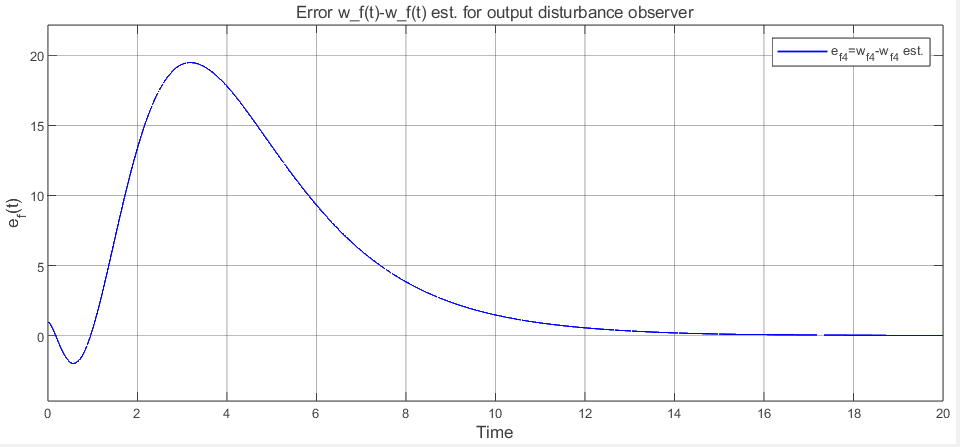 Error w_f(t)-w_f(t) est. for output disturbance observer
e_f4=w_f4-w_f4 est.
20
15
10
5
0
e_f(t)
0 2 4 6 8 10 12 14 16 18 20
Time